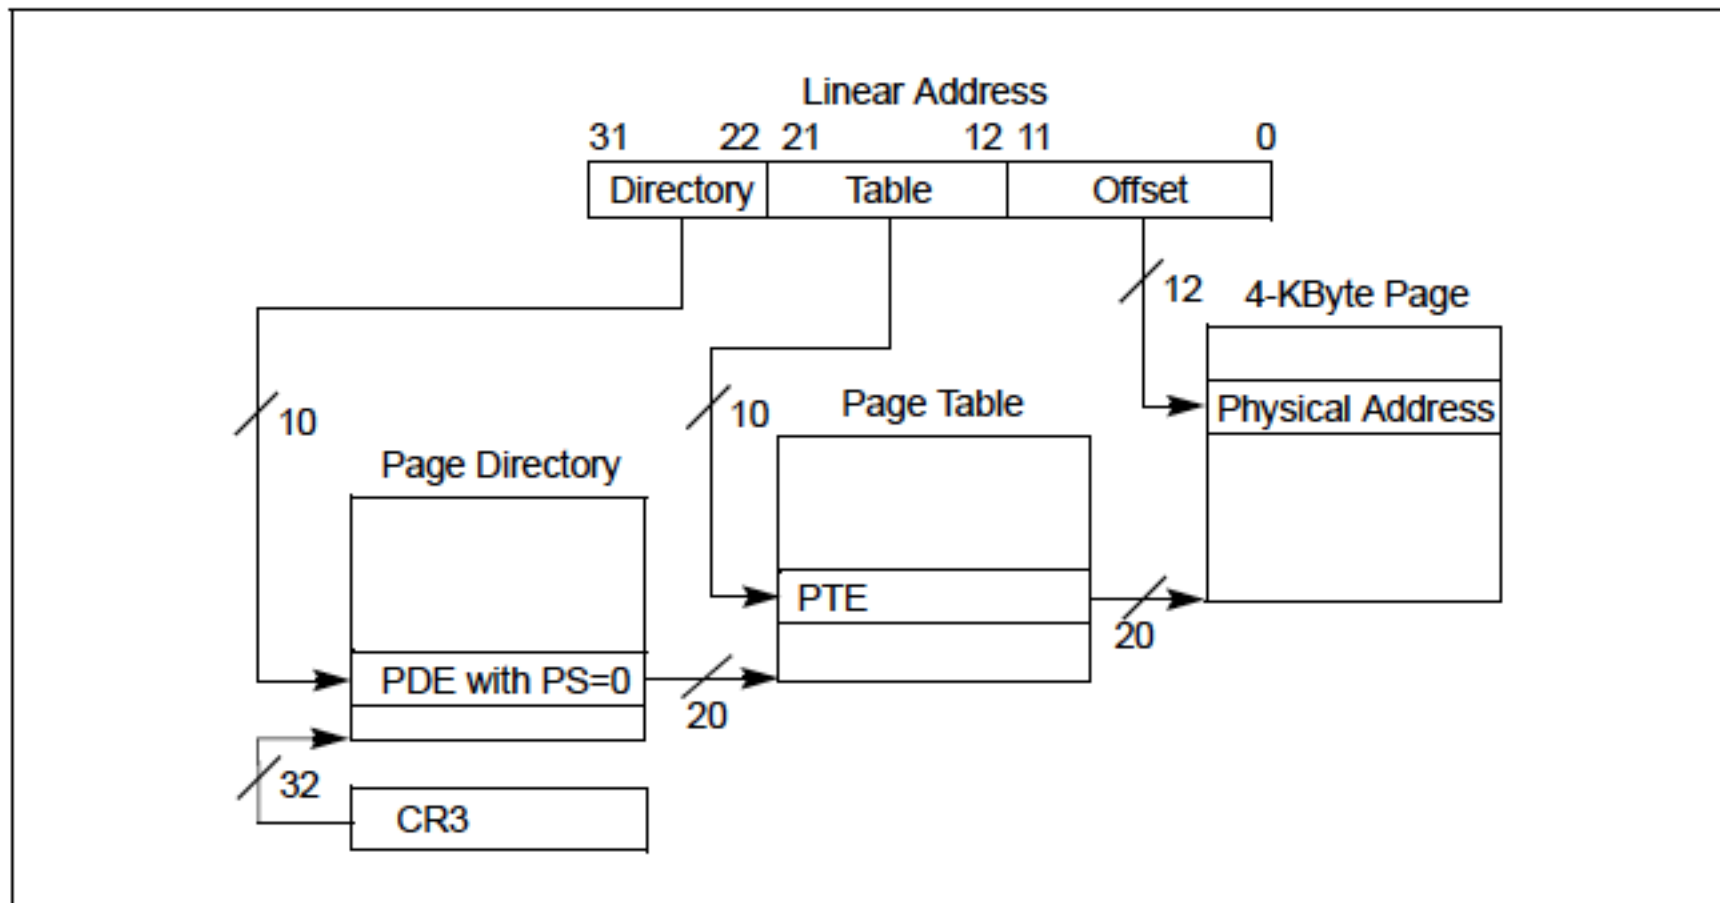 Linear Address
31 22 21 12 11 0
Directory Table Offset
12
4-KByte Page
Physical Address
10
10
Page Table
Page Directory
PTE
20
PDE with PS=0
20
32
CR3